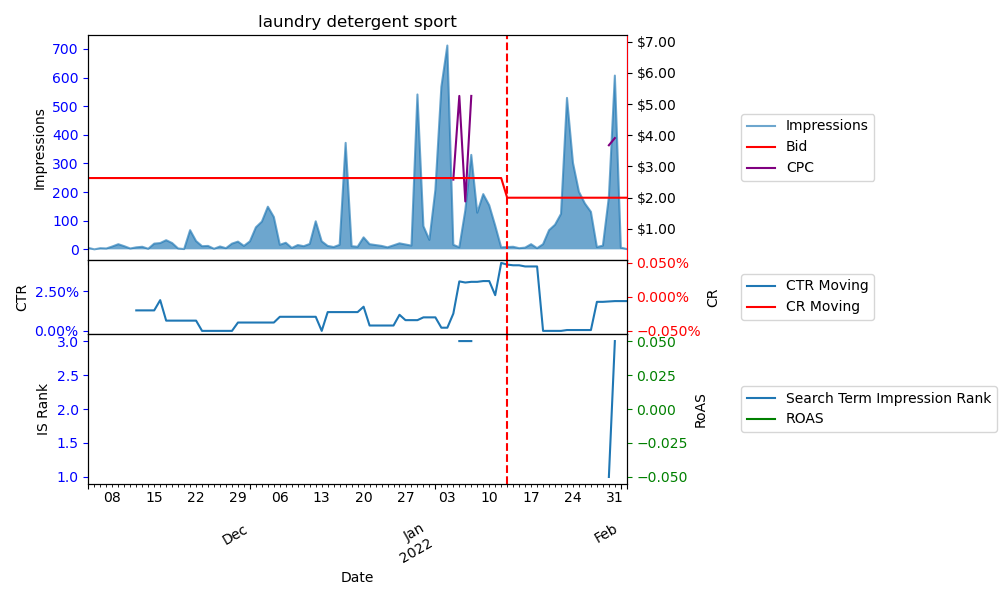 laundry detergent sport
Impressions
700
600
500
400
300
200
100
0
$7.00
$6.00
$5.00
$4.00
$3.00
$2.00
$1.00
Impressions
Bid
CPC
CTR
2.50%
0.00%
0.050%
0.000%
−0.050%
CR
CTR Moving
CR Moving
IS Rank
3.0
2.5
2.0
1.5
1.0
0.050
0.025
0.000
−0.025
−0.050
RoAS
Search Term Impression Rank
ROAS
08 15 22 29 06 13 20 27 03 10 17 24 31
Dec Jan Feb
2022
Date